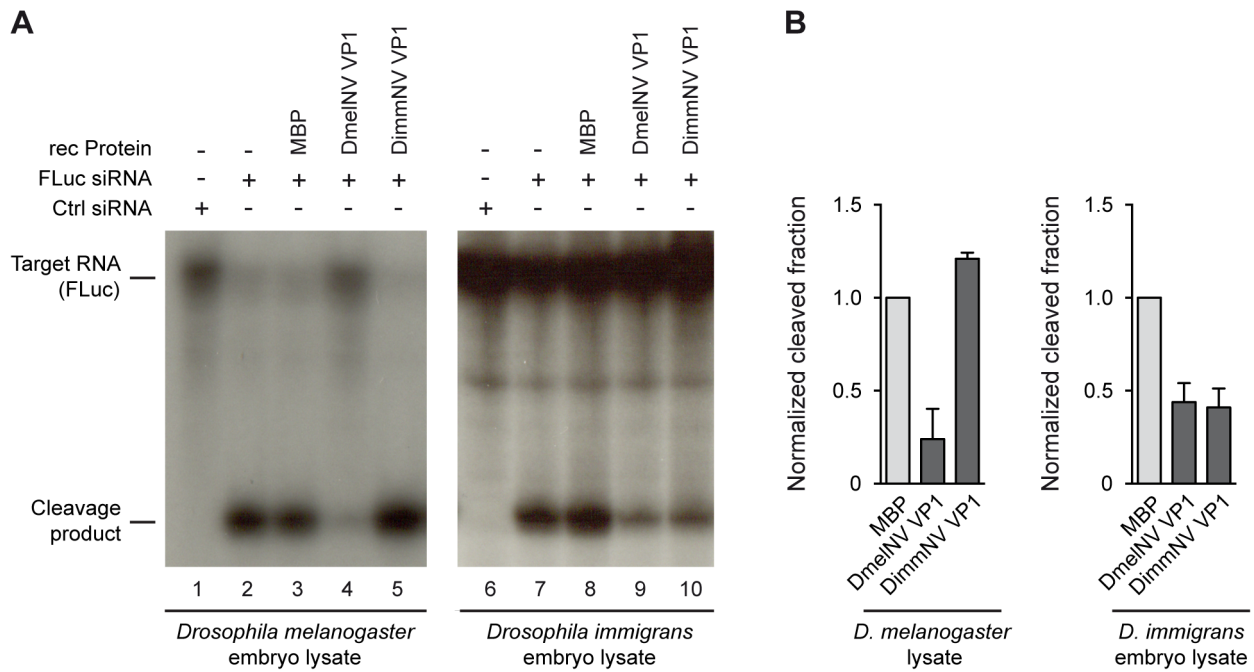 A
rec Protein - - MBP DmelNV VP1 DimmNV VP1 - - MBP DmelNV VP1 DimmNV VP1
FLuc siRNA - + + + + - + + + +
Ctrl siRNA + - - - - + - - - -
Target RNA
(FLuc)
Cleavage
product
1 2 3 4 5 6 7 8 9 10
Drosophila melanogaster
embryo lysate
Drosophila immigrans
embryo lysate
B
Normalized cleaved fraction
1.5
1.0
0.5
0
MBP
DmelNV VP1
DimmNV VP1
D. melanogaster
lysate
Normalized cleaved fraction
1.5
1.0
0.5
0
MBP
DmelNV VP1
DimmNV VP1
D. immigrans
embryo lysate